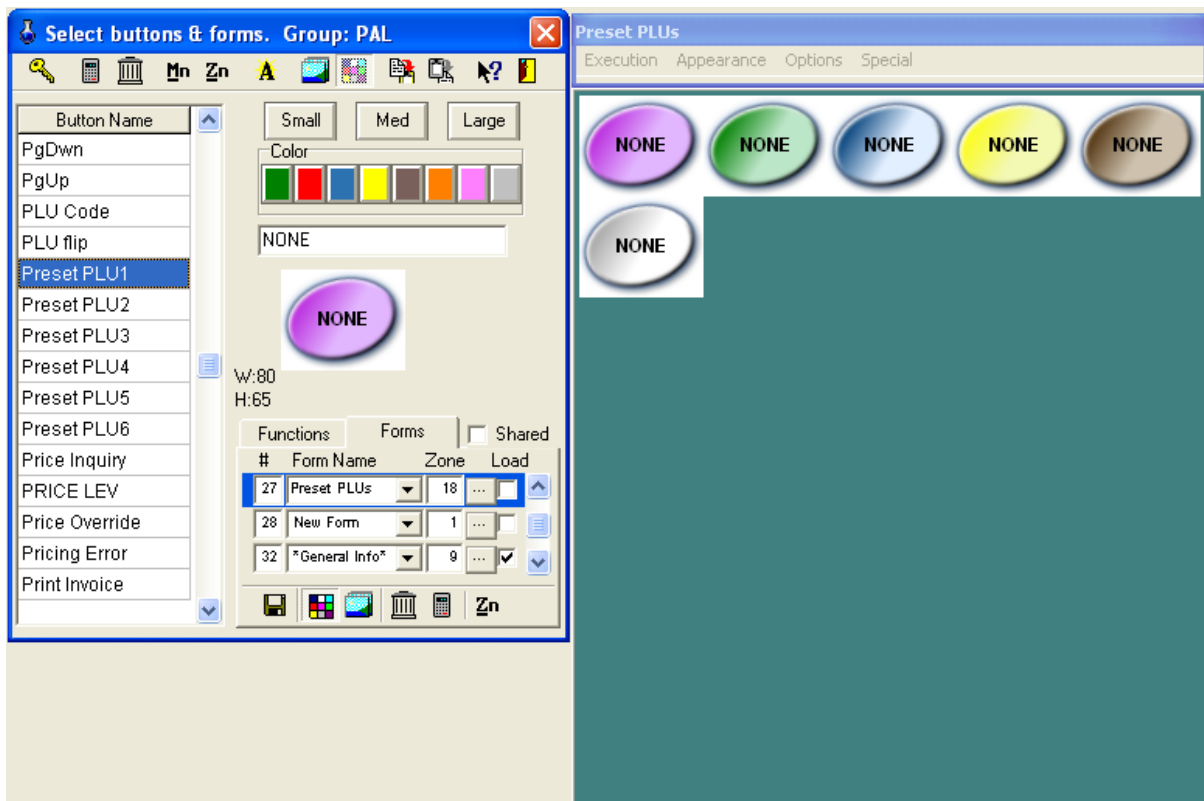 Select buttons & forms. Group: PAL
Mn Zn A ?
Button Name
PgDwn
PgUp
PLU Code
PLU flip
Preset PLU1
Preset PLU2
Preset PLU3
Preset PLU4
Preset PLU5
Preset PLU6
Price Inquiry
PRICE LEV
Price Override
Pricing Error
Print Invoice
Small Med Large
Color
NONE
NONE
W:80
H:65
Functions Forms Shared
# Form Name Zone Load
27 Preset PLUs 18 ...
28 New Form 1 ...
32 *General Info* 9 ...
Zn
Preset PLUs
Execution Appearance Options Special
NONE NONE NONE NONE NONE
NONE